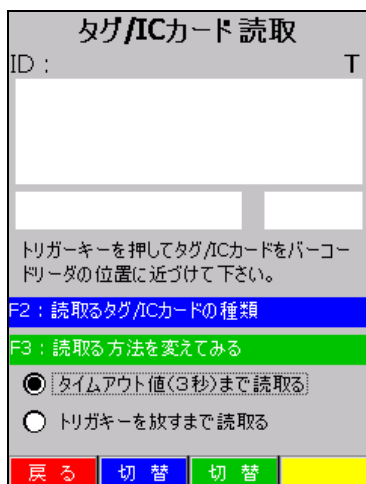 タグ/ICカード 読取
ID : T
トリガーキーを押してタグ/ICカードをバーコー
ドリーダの位置に近づけて下さい。
F2 : 読取るタグ/ICカードの種類
F3 : 読取る方法を変えてみる
タイムアウト値(3秒)まで読取る
トリガキーを放すまで読取る
戻る 切替 切替